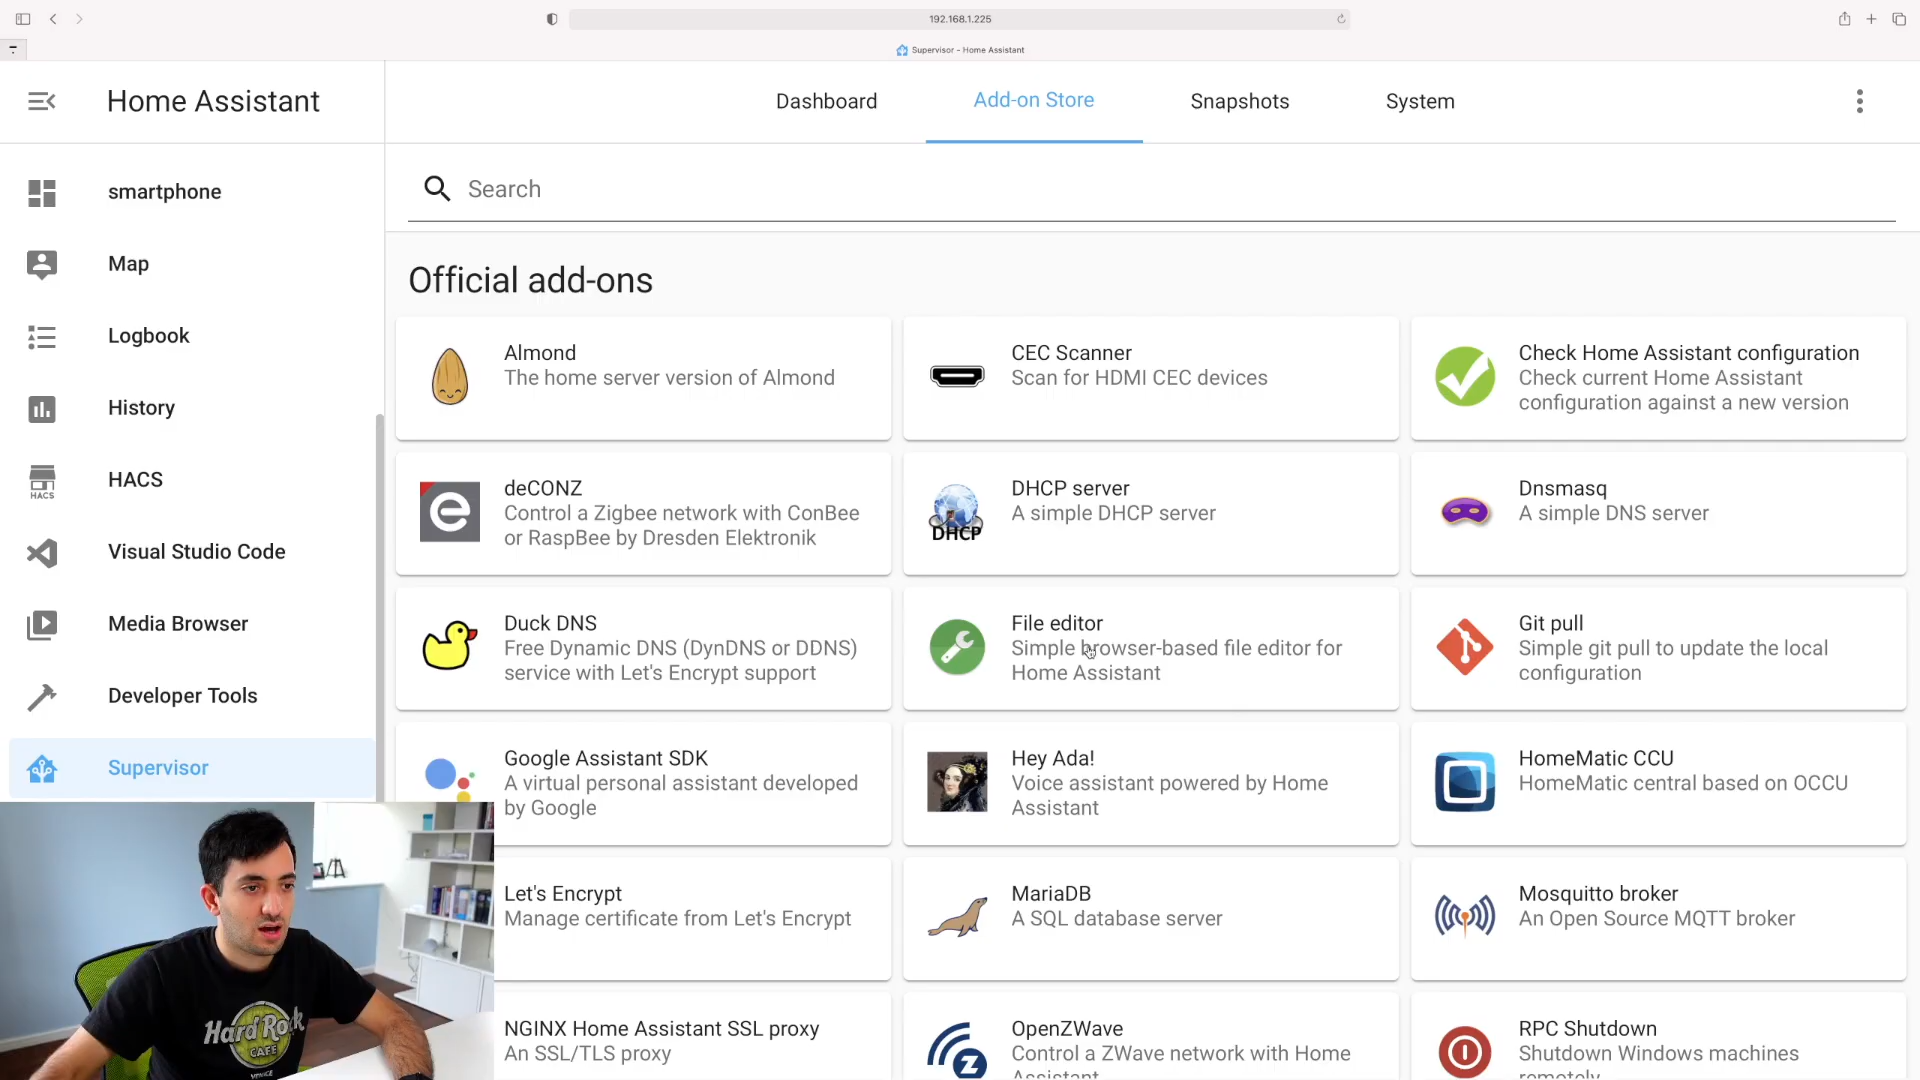 192.168.1.225
Supervisor - Home Assistant
Home Assistant
Dashboard
Add-on Store
Snapshots
System
smartphone
Map
Logbook
History
HACS
HACS
Visual Studio Code
Media Browser
Developer Tools
Supervisor
Search
Official add-ons
Almond
The home server version of Almond
CEC Scanner
Scan for HDMI CEC devices
Check Home Assistant configuration
Check current Home Assistant
configuration against a new version
deCONZ
Control a Zigbee network with ConBee
or RaspBee by Dresden Elektronik
DHCP
DHCP server
A simple DHCP server
Dnsmasq
A simple DNS server
Duck DNS
Free Dynamic DNS (DynDNS or DDNS)
service with Let's Encrypt support
File editor
Simple browser-based file editor for
Home Assistant
Git pull
Simple git pull to update the local
configuration
Google Assistant SDK
A virtual personal assistant developed
by Google
Hey Ada!
Voice assistant powered by Home
Assistant
HomeMatic CCU
HomeMatic central based on OCCU
Let's Encrypt
Manage certificate from Let's Encrypt
MariaDB
A SQL database server
Mosquitto broker
An Open Source MQTT broker
NGINX Home Assistant SSL proxy
An SSL/TLS proxy
OpenZWave
Control a ZWave network with Home
Assistant
RPC Shutdown
Shutdown Windows machines
remotely
Hard Rock
CAFE
VENICE